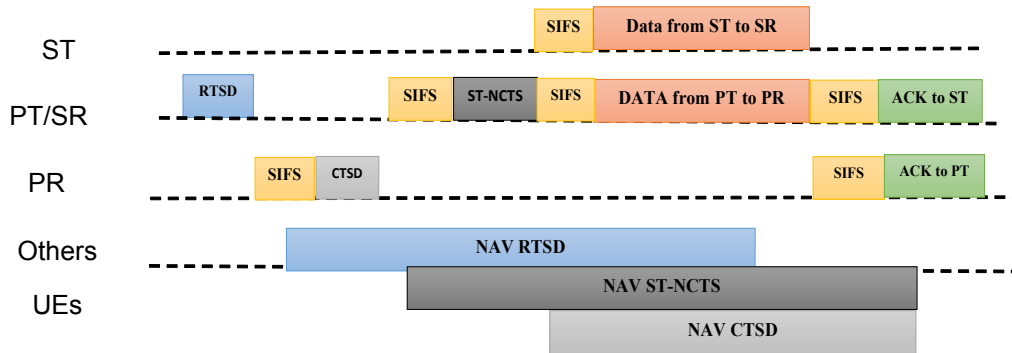 ST
SIFS
Data from ST to SR
PT/SR
RTSD
SIFS
ST-NCTS
SIFS
DATA from PT to PR
SIFS
ACK to ST
PR
SIFS
CTSD
SIFS
ACK to PT
Others
NAV RTSD
UEs
NAV ST-NCTS
NAV CTSD